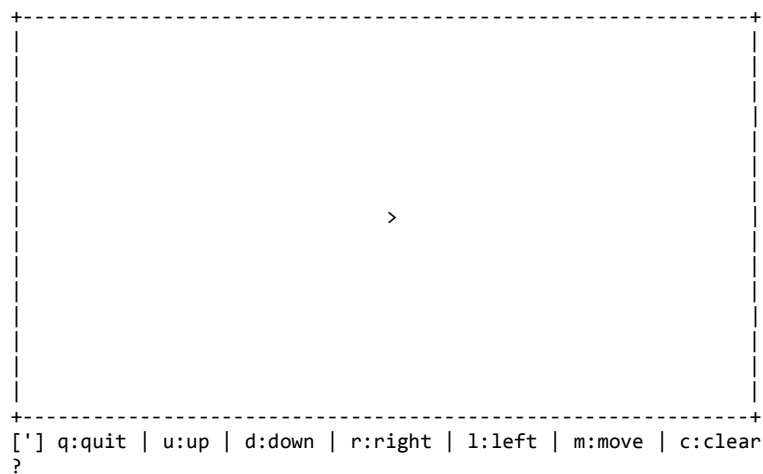 >
['] q:quit | u:up | d:down | r:right | l:left | m:move | c:clear
?